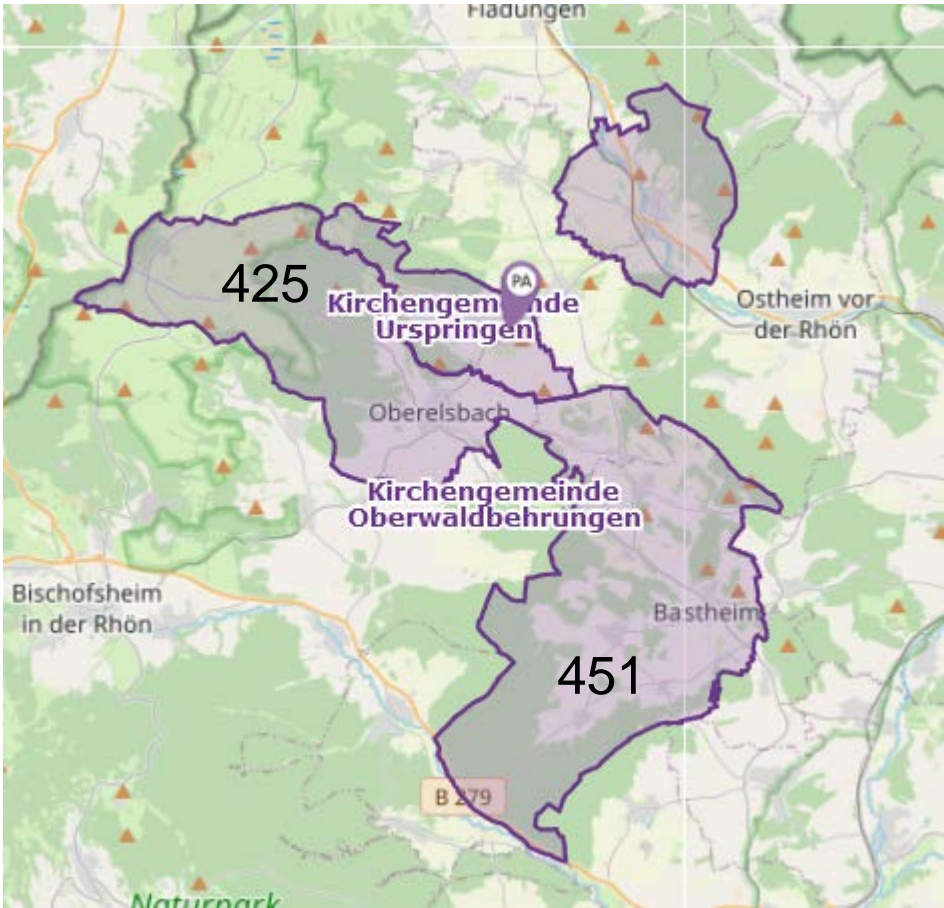 Fladungen
425
PA
Kirchengemeinde
Urspringen
Ostheim vor
der Rhön
Oberelsbach
Kirchengemeinde
Oberwaldbehrungen
Bischofsheim
in der Rhön
Bastheim
451
B 279
Naturpark